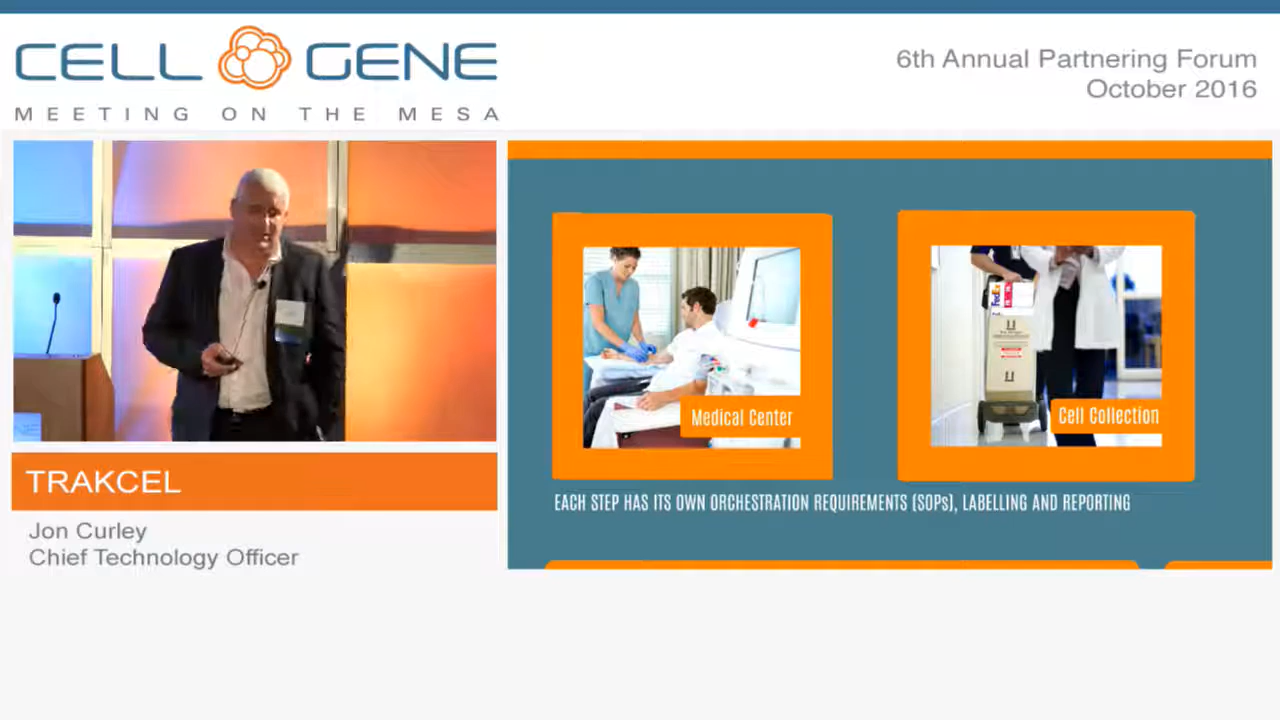 CELL GENE
MEETING ON THE MESA
6th Annual Partnering Forum
October 2016
Medical Center
FedEx
Cell Collection
EACH STEP HAS ITS OWN ORCHESTRATION REQUIREMENTS (SOPs), LABELLING AND REPORTING
TRAKCEL
Jon Curley
Chief Technology Officer